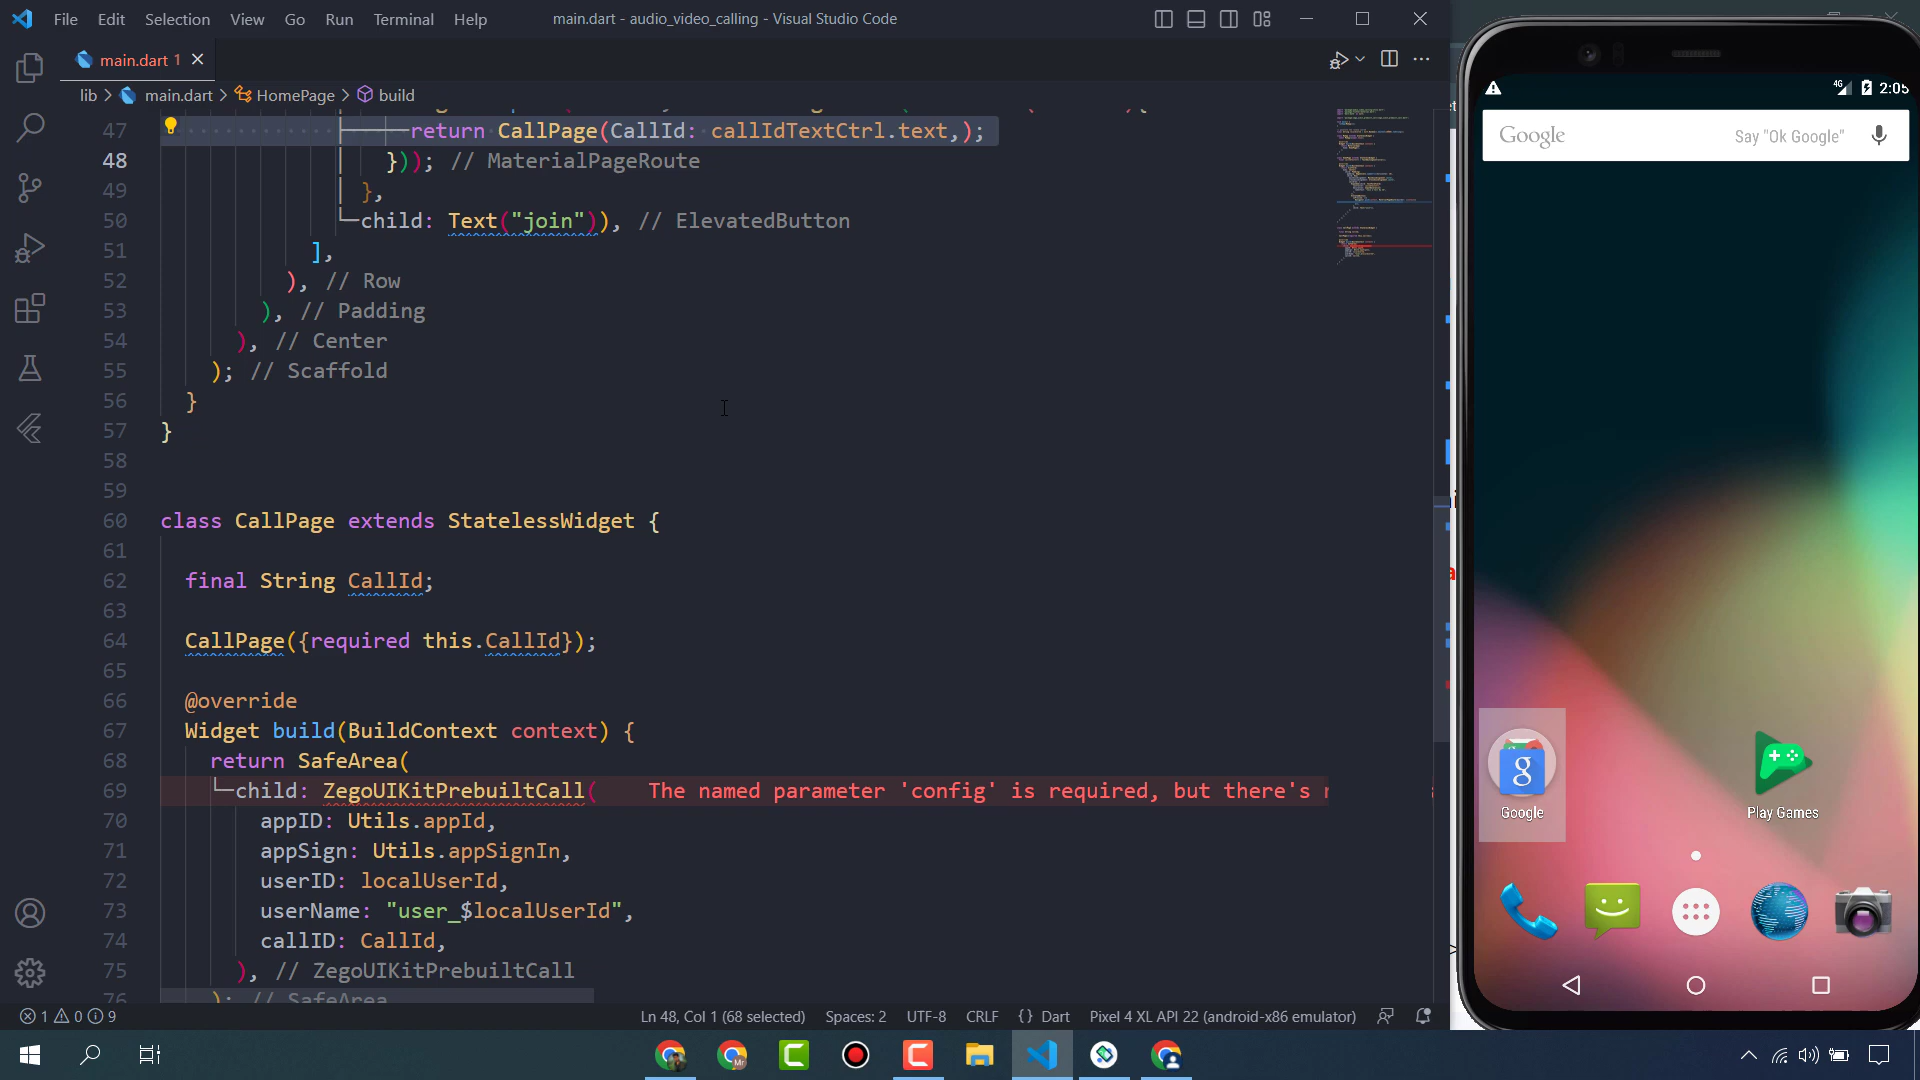 File Edit Selection View Go Run Terminal Help
main.dart - audio_video_calling - Visual Studio Code
main.dart 1
lib > main.dart > HomePage > build
47 return CallPage(CallId: callIdTextCtrl.text,);
48 })); // MaterialPageRoute
49 },
50 child: Text("join")), // ElevatedButton
51 ],
52 ), // Row
53 ), // Padding
54 ), // Center
55 ); // Scaffold
56 }
57 }
58
59
60 class CallPage extends StatelessWidget {
61
62 final String CallId;
63
64 CallPage({required this.CallId});
65
66 @override
67 Widget build(BuildContext context) {
68 return SafeArea(
69 child: ZegoUIKitPrebuiltCall( The named parameter 'config' is required, but there's
70 appID: Utils.appId,
71 appSign: Utils.appSignIn,
72 userID: localUserId,
73 userName: "user_$localUserId",
74 callID: CallId,
75 ), // ZegoUIKitPrebuiltCall
76 ); // SafeArea
1 0 9
Ln 48, Col 1 (68 selected) Spaces: 2 UTF-8 CRLF {} Dart Pixel 4 XL API 22 (android-x86 emulator)
4G 2:05
Google Say "Ok Google"
g
Google
Play Games
Mr